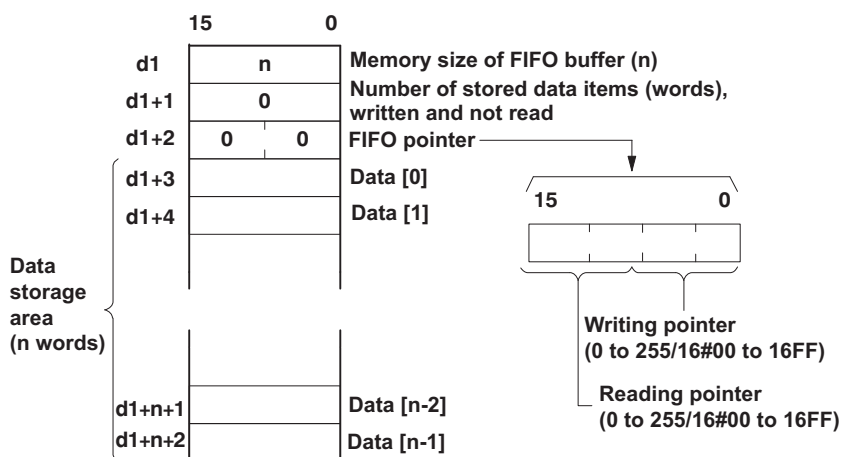 15 0
d1 n Memory size of FIFO buffer (n)
d1+1 0 Number of stored data items (words),
written and not read
d1+2 0 0 FIFO pointer
d1+3 Data [0]
d1+4 Data [1]
15 0
Data
storage
area
(n words)
Writing pointer
(0 to 255/16#00 to 16FF)
Reading pointer
(0 to 255/16#00 to 16FF)
d1+n+1 Data [n-2]
d1+n+2 Data [n-1]